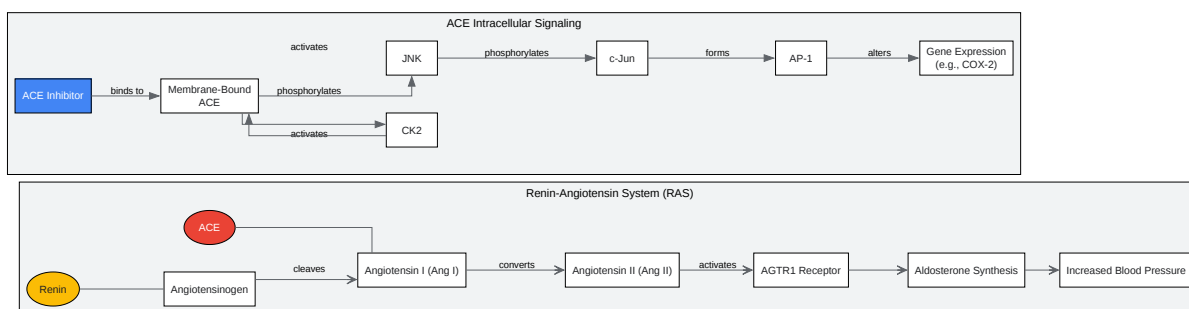 ACE Intracellular Signaling
activates
JNK
phosphorylates
c-Jun
forms
AP-1
alters
Gene Expression
(e.g., COX-2)
ACE Inhibitor
binds to
Membrane-Bound
ACE
phosphorylates
activates
CK2
Renin-Angiotensin System (RAS)
ACE
Renin
Angiotensinogen
cleaves
Angiotensin I (Ang I)
converts
Angiotensin II (Ang II)
activates
AGTR1 Receptor
Aldosterone Synthesis
Increased Blood Pressure